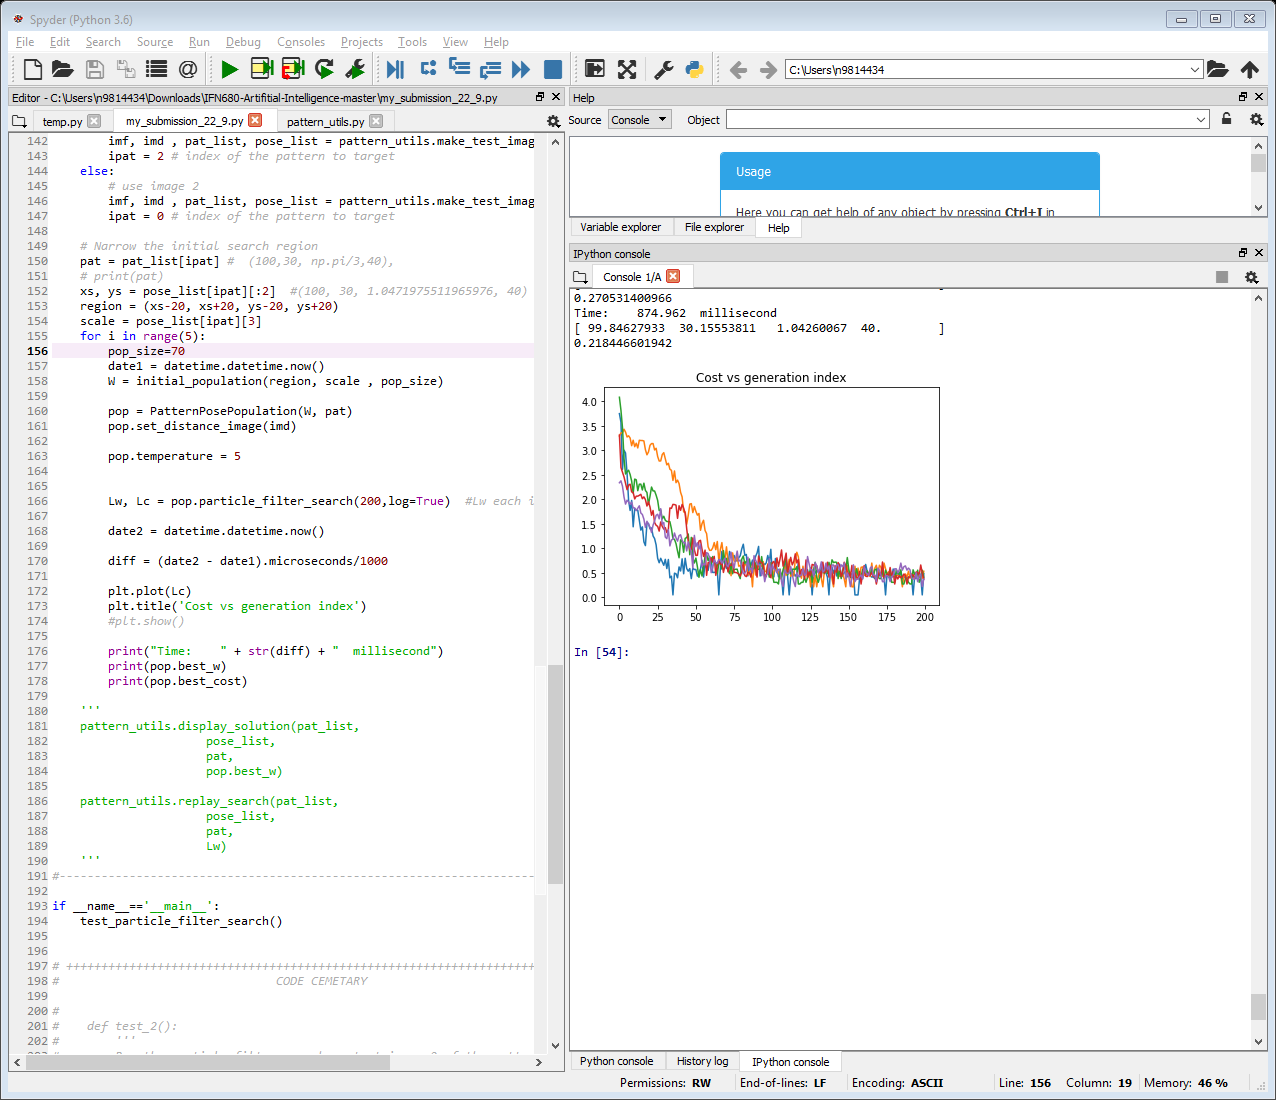 Spyder (Python 3.6)
File Edit Search Source Run Debug Consoles Projects Tools View Help
C:\Users\n9814434
Editor - C:\Users\n9814434\Downloads\IFN680-Artifitial-Intelligence-master\my_submission_22_9.py
temp.py my_submission_22_9.py pattern_utils.py
142 imf, imd , pat_list, pose_list = pattern_utils.make_test_imag
143 ipat = 2 # index of the pattern to target
144 else:
145 # use image 2
146 imf, imd , pat_list, pose_list = pattern_utils.make_test_imag
147 ipat = 0 # index of the pattern to target
148
149 # Narrow the initial search region
150 pat = pat_list[ipat] # (100,30, np.pi/3,40),
151 # print(pat)
152 xs, ys = pose_list[ipat][:2] #(100, 30, 1.0471975511965976, 40)
153 region = (xs-20, xs+20, ys-20, ys+20)
154 scale = pose_list[ipat][3]
155 for i in range(5):
156 pop_size=70
157 date1 = datetime.datetime.now()
158 W = initial_population(region, scale , pop_size)
159
160 pop = PatternPosePopulation(W, pat)
161 pop.set_distance_image(imd)
162
163 pop.temperature = 5
164
165
166 Lw, Lc = pop.particle_filter_search(200,log=True) #Lw each i
167
168 date2 = datetime.datetime.now()
169
170 diff = (date2 - date1).microseconds/1000
171
172 plt.plot(Lc)
173 plt.title('Cost vs generation index')
174 #plt.show()
175
176 print("Time:    " + str(diff) + "  millisecond")
177 print(pop.best_w)
178 print(pop.best_cost)
179
180 '''
181 pattern_utils.display_solution(pat_list,
182 pose_list,
183 pat,
184 pop.best_w)
185
186 pattern_utils.replay_search(pat_list,
187 pose_list,
188 pat,
189 Lw)
190 '''
191 #-------------------------------------------------------------------
192
193 if __name__=='__main__':
194 test_particle_filter_search()
195
196
197 # ++++++++++++++++++++++++++++++++++++++++++++++++++++++++++++++++++
198 # CODE CEMETARY
199
200 #
201 # def test_2():
202 # '''
Help
Source Console Object
Usage
Here you can get help of any object by pressing Ctrl+I in
Variable explorer File explorer Help
IPython console
Console 1/A
0.270531400966
Time:    874.962  millisecond
[ 99.84627933  30.15553811   1.04260067  40.        ]
0.218446601942
Cost vs generation index
4.0
3.5
3.0
2.5
2.0
1.5
1.0
0.5
0.0
0 25 50 75 100 125 150 175 200
In [54]:
Python console History log IPython console
Permissions: RW End-of-lines: LF Encoding: ASCII Line: 156 Column: 19 Memory: 46 %